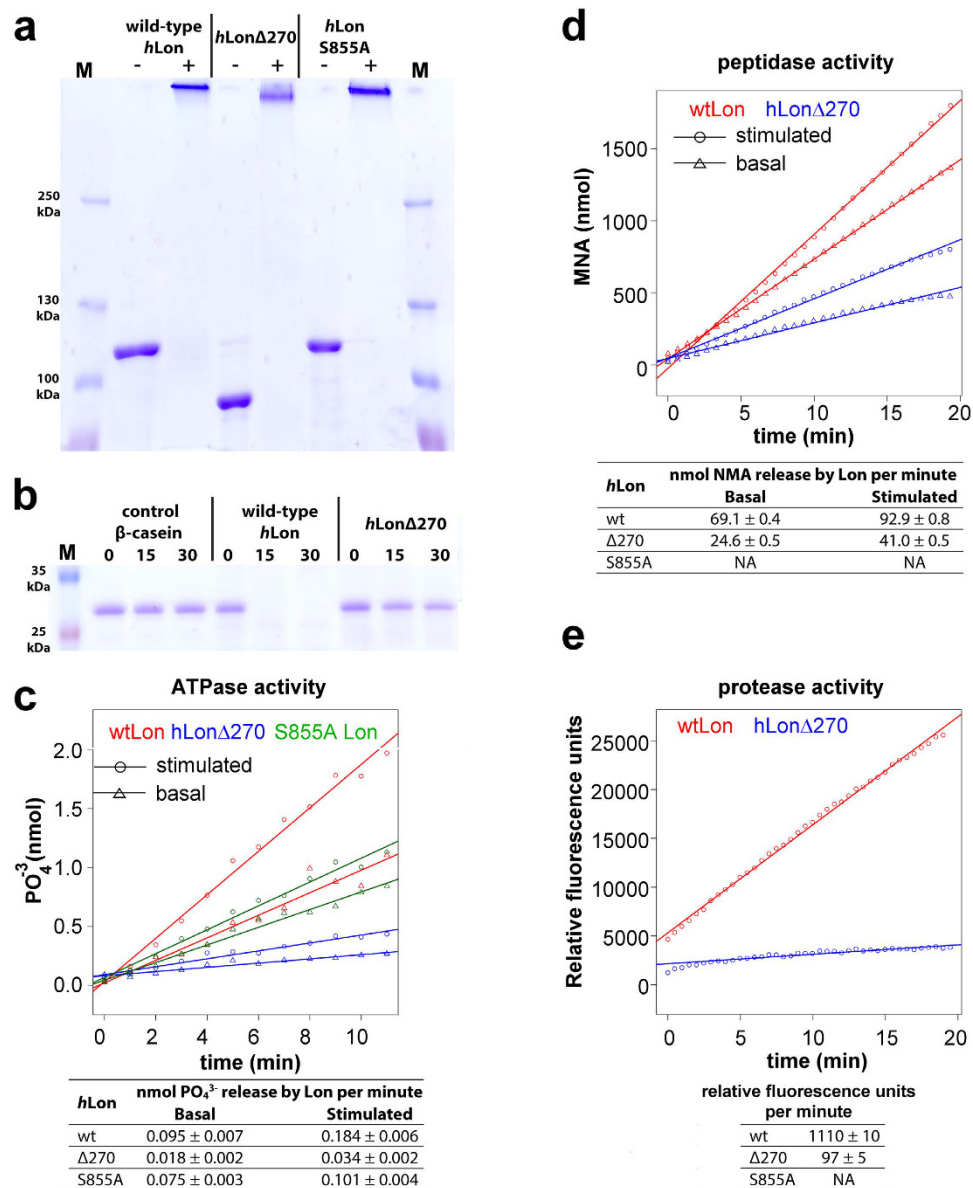 a
wild-type
hLon
hLonΔ270
hLon
S855A
M - + - + - + M
250
kDa
130
kDa
100
kDa
b
control
β-casein
wild-type
hLon
hLonΔ270
M 0 15 30 0 15 30 0 15 30
35
kDa
25
kDa
c
ATPase activity
wtLon hLonΔ270 S855A Lon
stimulated
basal
PO₄⁻³ (nmol)
2.0
1.5
1.0
0.5
0.0
0 2 4 6 8 10
time (min)
hLon nmol PO₄³⁻ release by Lon per minute
Basal Stimulated
wt 0.095 ± 0.007 0.184 ± 0.006
Δ270 0.018 ± 0.002 0.034 ± 0.002
S855A 0.075 ± 0.003 0.101 ± 0.004
d
peptidase activity
wtLon hLonΔ270
stimulated
basal
MNA (nmol)
1500
1000
500
0
0 5 10 15 20
time (min)
hLon nmol NMA release by Lon per minute
Basal Stimulated
wt 69.1 ± 0.4 92.9 ± 0.8
Δ270 24.6 ± 0.5 41.0 ± 0.5
S855A NA NA
e
protease activity
wtLon hLonΔ270
Relative fluorescence units
25000
20000
15000
10000
5000
0
0 5 10 15 20
time (min)
relative fluorescence units
per minute
wt 1110 ± 10
Δ270 97 ± 5
S855A NA